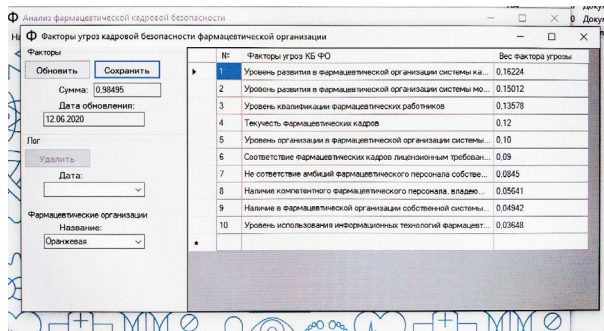 Анализ фармацевтической кадровой безопасности
Факторы угроз кадровой безопасности фармацевтической организации
Факторы
Обновить Сохранить
Сумма: 0,98495
Дата обновления:
12.06.2020
Лог
Удалить
Дата:
Фармацевтические организации
Название:
Оранжевая
№ Факторы угроз КБ ФО Вес фактора угрозы
1 Уровень развития в фармацевтической организации системы ка... 0,16224
2 Уровень развития в фармацевтической организации системы мо... 0,15012
3 Уровень квалификации фармацевтических работников 0,13578
4 Текучесть фармацевтических кадров 0,12
5 Уровень организации в фармацевтической организации системы... 0,10
6 Соответствие фармацевтических кадров лицензионным требован... 0,09
7 Не сответствие амбиций фармацевтического персонала собстве... 0.0845
8 Наличие компетентного фармацевтического персонала, владею... 0,05641
9 Наличие в фармацевтической организации собственной системы... 0,04942
10 Уровень использования информационных технологий фармацевт... 0,03648